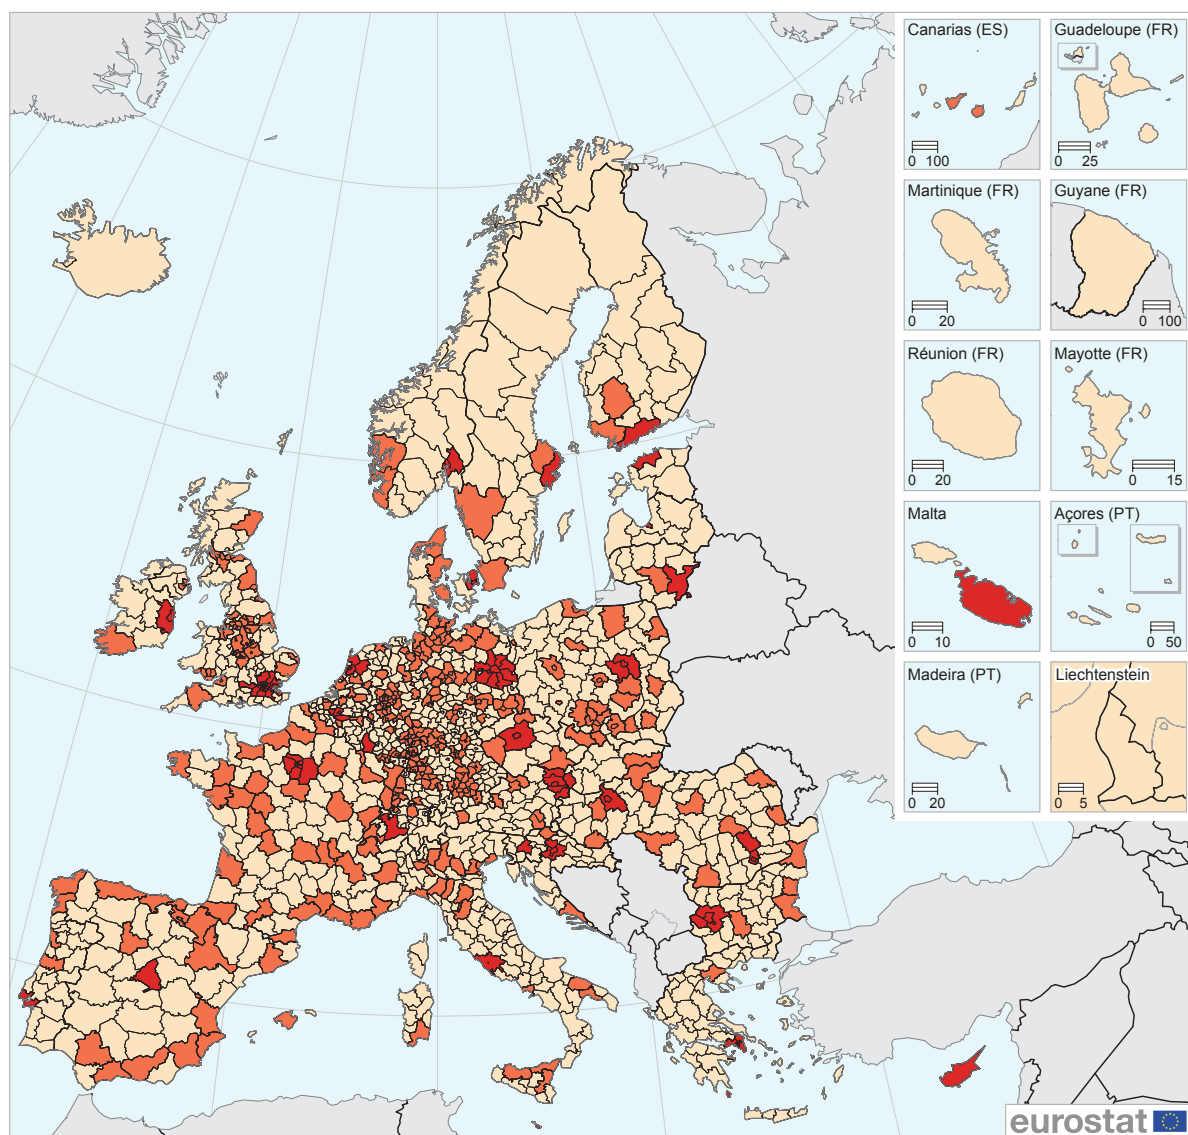 Canarias (ES)
0 100
Guadeloupe (FR)
0 25
Martinique (FR)
0 20
Guyane (FR)
0 100
Réunion (FR)
0 20
Mayotte (FR)
0 15
Malta
0 10
Açores (PT)
0 50
Madeira (PT)
0 20
Liechtenstein
0 5
eurostat